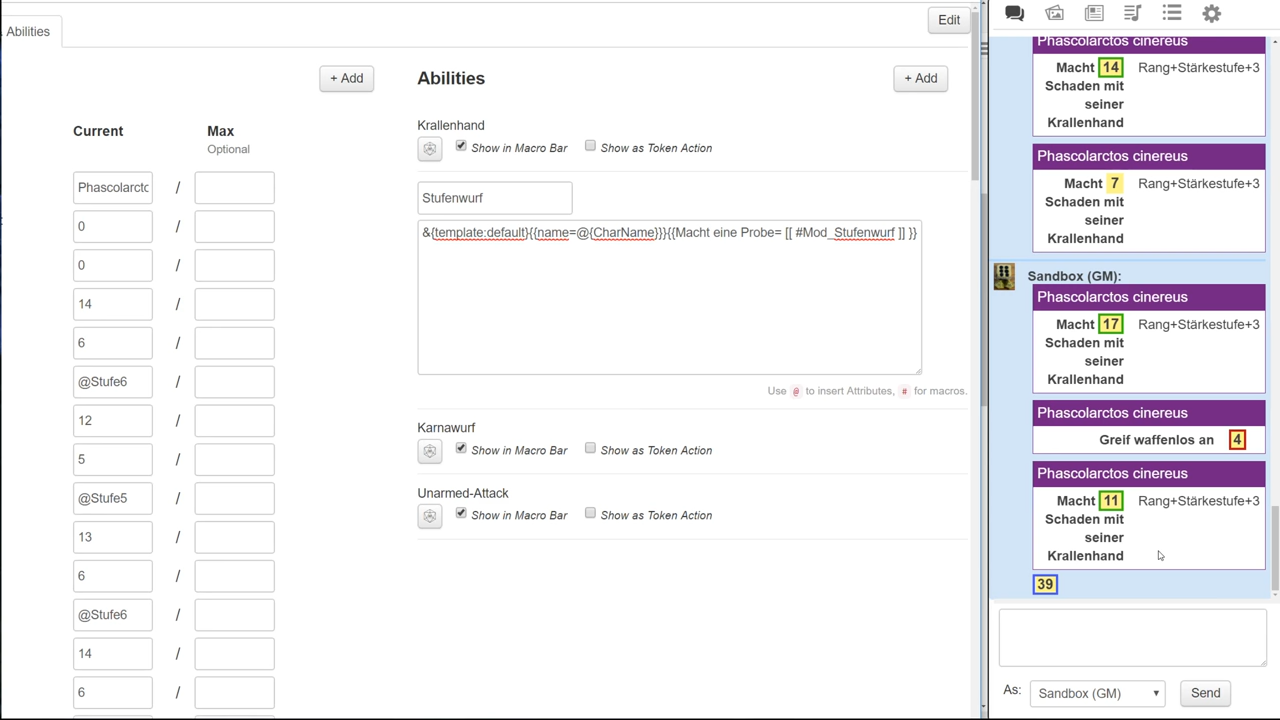 Abilities
Edit
+ Add
Abilities
+ Add
Current
Max
Optional
Phascolarctc
/
0
/
0
/
14
/
6
/
@Stufe6
/
12
/
5
/
@Stufe5
/
13
/
6
/
@Stufe6
/
14
/
6
/
Krallenhand
Show in Macro Bar
Show as Token Action
Stufenwurf
&{template:default}{{name=@{CharName}}}{{Macht eine Probe= [[ #Mod_Stufenwurf ]] }}
Use @ to insert Attributes, # for macros.
Karnawurf
Show in Macro Bar
Show as Token Action
Unarmed-Attack
Show in Macro Bar
Show as Token Action
Phascolarctos cinereus
Macht 14 Rang+Stärkestufe+3
Schaden mit
seiner
Krallenhand
Phascolarctos cinereus
Macht 7 Rang+Stärkestufe+3
Schaden mit
seiner
Krallenhand
Sandbox (GM):
Phascolarctos cinereus
Macht 17 Rang+Stärkestufe+3
Schaden mit
seiner
Krallenhand
Phascolarctos cinereus
Greif waffenlos an 4
Phascolarctos cinereus
Macht 11 Rang+Stärkestufe+3
Schaden mit
seiner
Krallenhand
39
As: Sandbox (GM) Send